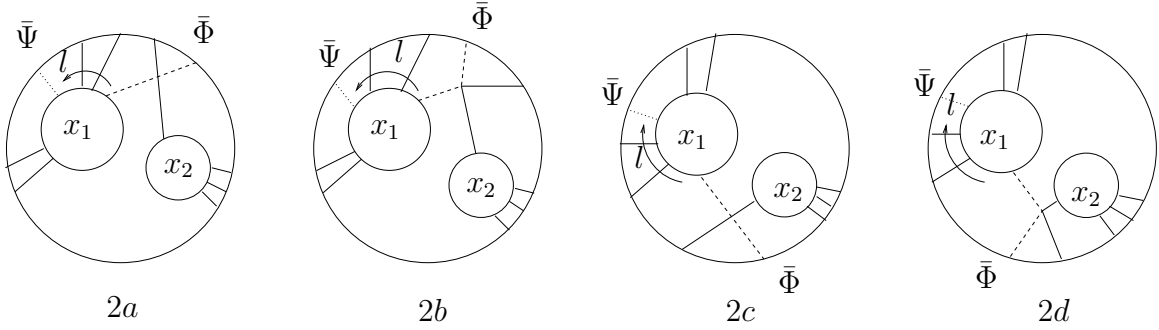 Ψ̄ l Φ̄ x₁ x₂
Ψ̄ l Φ̄ x₁ x₂
Ψ̄ l x₁ x₂ Φ̄
Ψ̄ l x₁ x₂ Φ̄
2a 2b 2c 2d